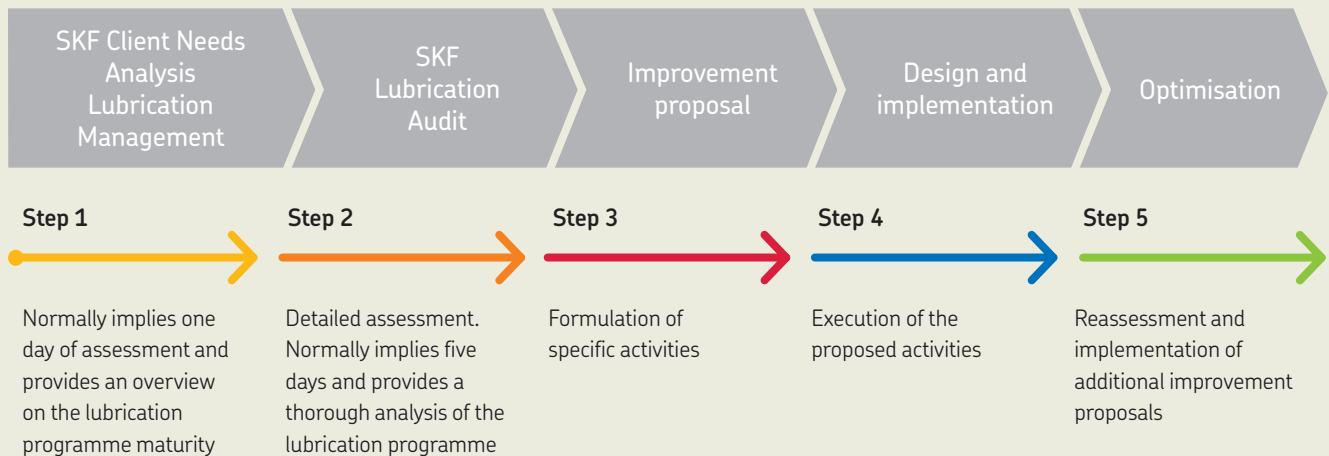 SKF Client Needs
Analysis
Lubrication
Management
SKF
Lubrication
Audit
Improvement
proposal
Design and
implementation
Optimisation
Step 1
Step 2
Step 3
Step 4
Step 5
Normally implies one
day of assessment and
provides an overview
on the lubrication
programme maturity
Detailed assessment.
Normally implies five
days and provides a
thorough analysis of the
lubrication programme
Formulation of
specific activities
Execution of the
proposed activities
Reassessment and
implementation of
additional improvement
proposals